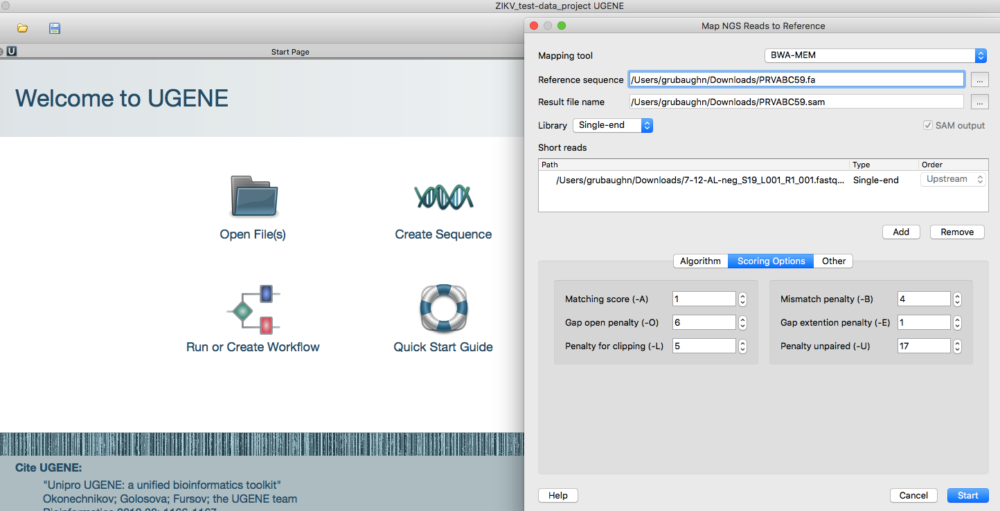 ZIKV_test-data_project UGENE
U
Start Page
Welcome to UGENE
Open File(s)
Create Sequence
Run or Create Workflow
Quick Start Guide
Cite UGENE:
"Unipro UGENE: a unified bioinformatics toolkit"
Okonechnikov; Golosova; Fursov; the UGENE team
Map NGS Reads to Reference
Mapping tool BWA-MEM
Reference sequence /Users/grubaughn/Downloads/PRVABC59.fa ...
Result file name /Users/grubaughn/Downloads/PRVABC59.sam ...
Library Single-end SAM output
Short reads
Path Type Order
/Users/grubaughn/Downloads/7-12-AL-neg_S19_L001_R1_001.fastq... Single-end Upstream
Add Remove
Algorithm Scoring Options Other
Matching score (-A) 1 Mismatch penalty (-B) 4
Gap open penalty (-O) 6 Gap extention penalty (-E) 1
Penalty for clipping (-L) 5 Penalty unpaired (-U) 17
Help Cancel Start